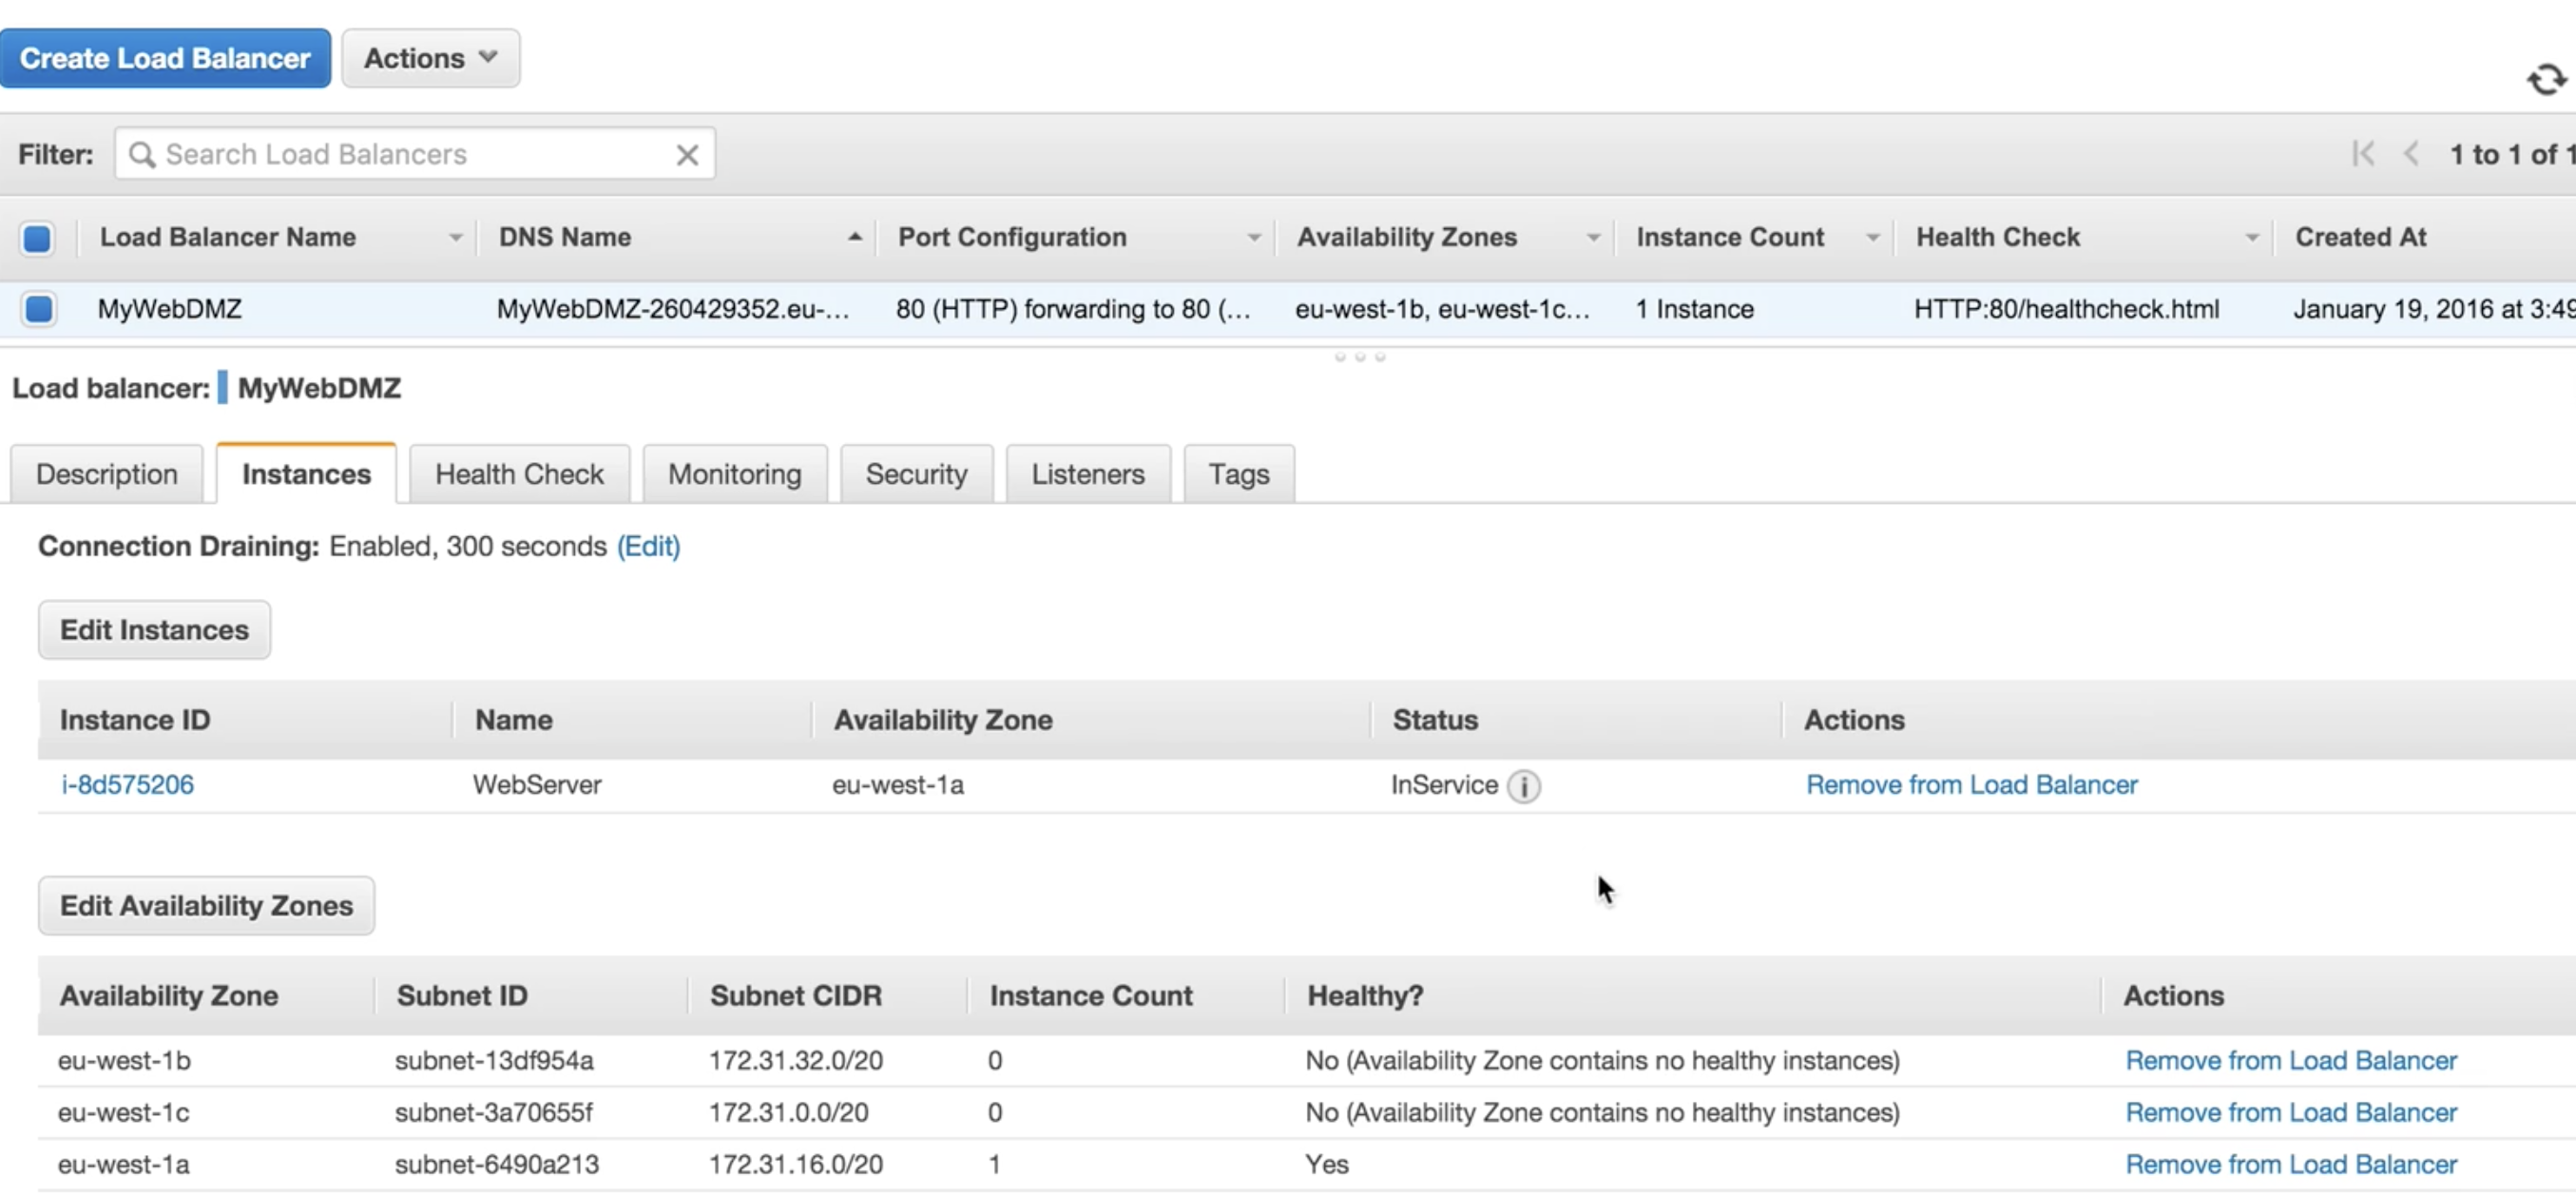 Create Load Balancer Actions
Filter: Search Load Balancers 1 to 1 of 1
Load Balancer Name DNS Name Port Configuration Availability Zones Instance Count Health Check Created At
MyWebDMZ MyWebDMZ-260429352.eu-... 80 (HTTP) forwarding to 80 (... eu-west-1b, eu-west-1c... 1 Instance HTTP:80/healthcheck.html January 19, 2016 at 3:49
Load balancer: MyWebDMZ
Description Instances Health Check Monitoring Security Listeners Tags
Connection Draining: Enabled, 300 seconds (Edit)
Edit Instances
Instance ID Name Availability Zone Status Actions
i-8d575206 WebServer eu-west-1a InService i Remove from Load Balancer
Edit Availability Zones
Availability Zone Subnet ID Subnet CIDR Instance Count Healthy? Actions
eu-west-1b subnet-13df954a 172.31.32.0/20 0 No (Availability Zone contains no healthy instances) Remove from Load Balancer
eu-west-1c subnet-3a70655f 172.31.0.0/20 0 No (Availability Zone contains no healthy instances) Remove from Load Balancer
eu-west-1a subnet-6490a213 172.31.16.0/20 1 Yes Remove from Load Balancer